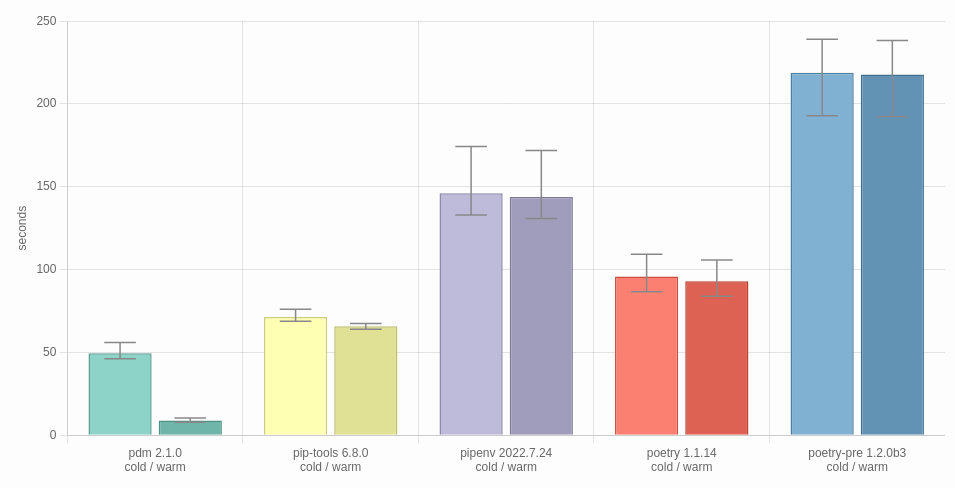 250
200
150
100
50
0
seconds
pdm 2.1.0
cold / warm
pip-tools 6.8.0
cold / warm
pipenv 2022.7.24
cold / warm
poetry 1.1.14
cold / warm
poetry-pre 1.2.0b3
cold / warm